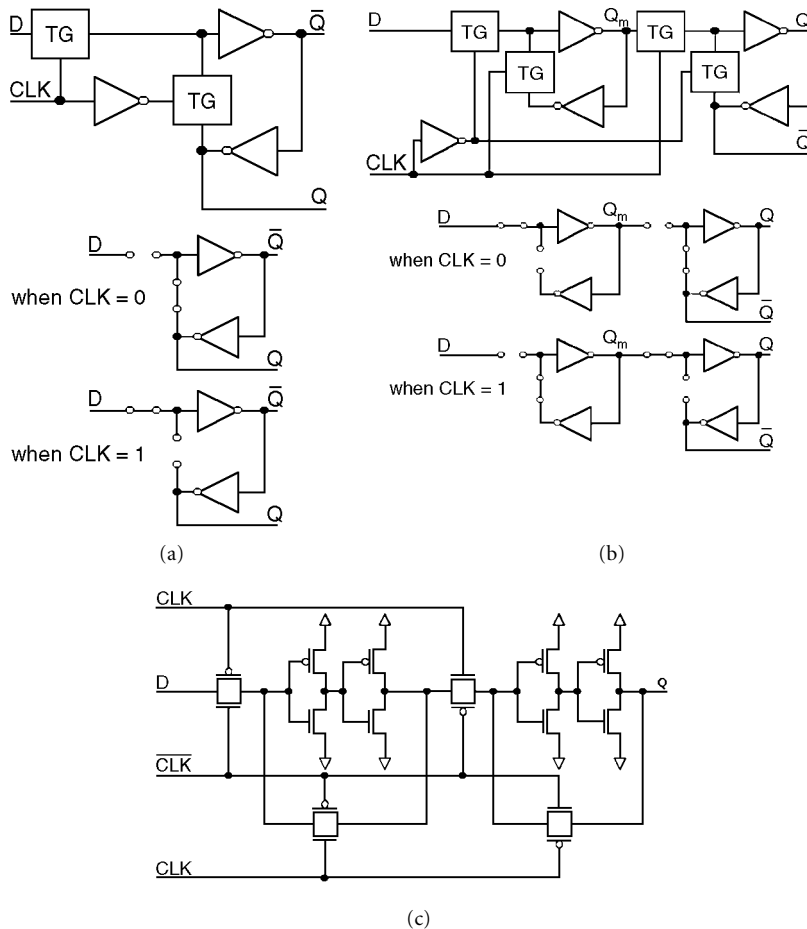 D
TG
Q̅
CLK
TG
Q
D
Q̅
when CLK = 0
Q
D
Q̅
when CLK = 1
Q
(a)
D
TG
Qm
TG
Q
TG
TG
CLK
Q̅
D
Qm
Q
when CLK = 0
Q̅
D
Qm
Q
when CLK = 1
Q̅
(b)
CLK
D
Q
C̅L̅K̅
CLK
(c)